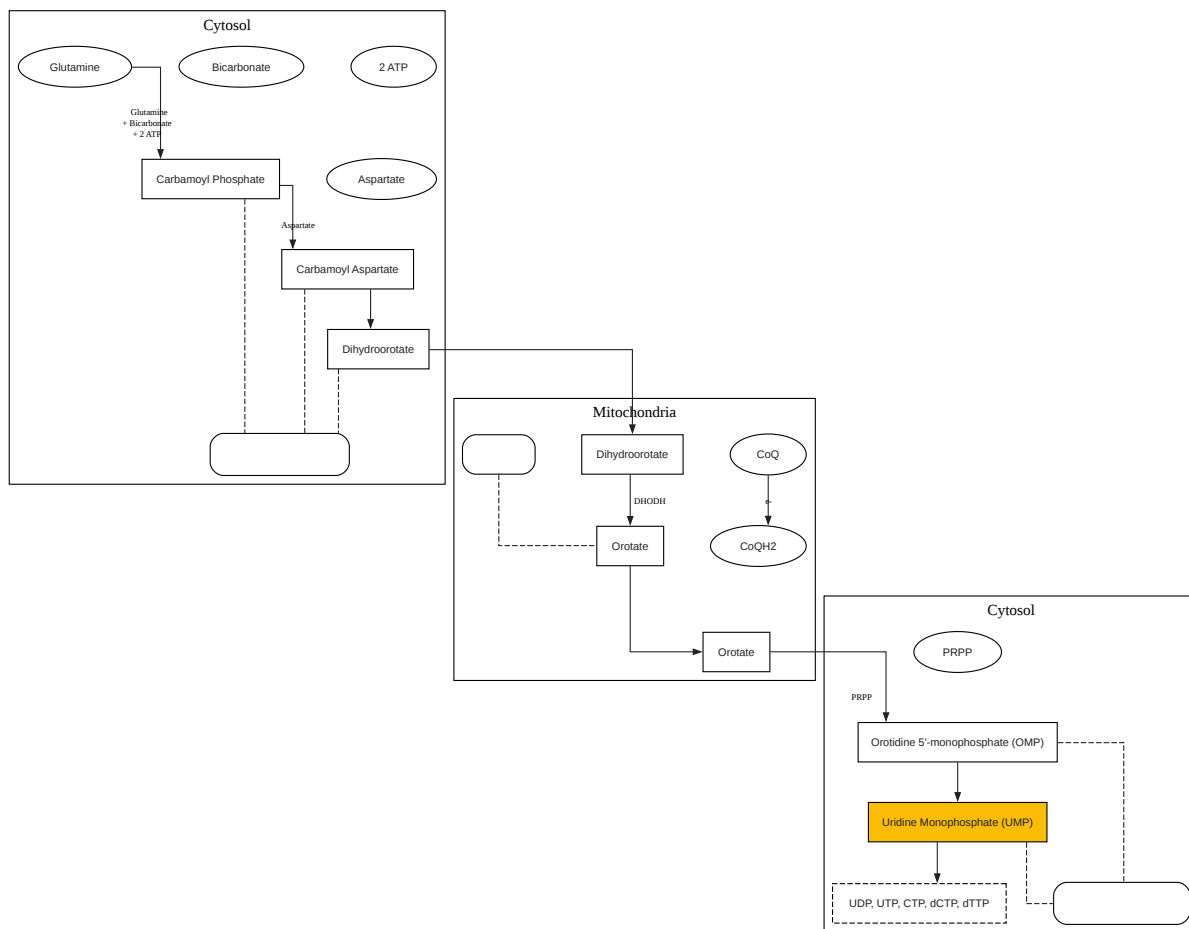 Cytosol
Glutamine
Bicarbonate
2 ATP
Glutamine
+ Bicarbonate
+ 2 ATP
Carbamoyl Phosphate
Aspartate
Aspartate
Carbamoyl Aspartate
Dihydroorotate
Mitochondria
Dihydroorotate
CoQ
DHODH
e-
Orotate
CoQH2
Orotate
Cytosol
PRPP
PRPP
Orotidine 5'-monophosphate (OMP)
Uridine Monophosphate (UMP)
UDP, UTP, CTP, dCTP, dTTP